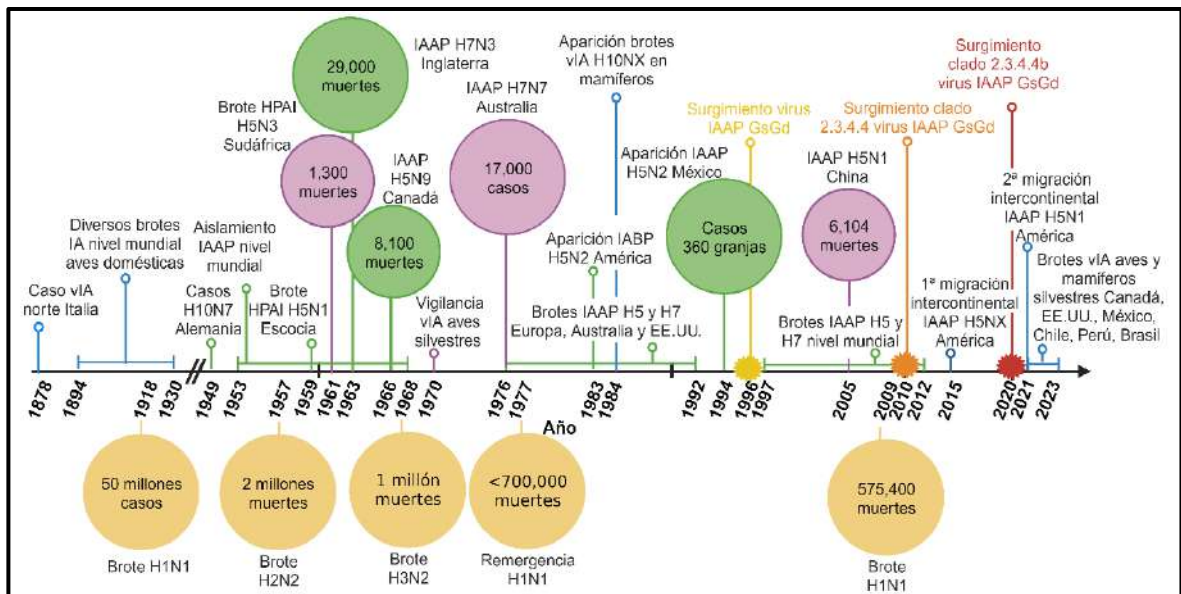 29,000
muertes
IAAP H7N3
Inglaterra
Brote HPAI
H5N3
Sudáfrica
1,300
muertes
IAAP
H5N9
Canadá
8,100
muertes
IAAP H7N7
Australia
17,000
casos
Aparición brotes
vIA H10NX en
mamíferos
Surgimiento virus
IAAP GsGd
Aparición IAAP
H5N2 México
Casos
360 granjas
Surgimiento clado
2.3.4.4 virus IAAP GsGd
Surgimiento
clado 2.3.4.4b
virus IAAP
GsGd
IAAP H5N1
China
6,104
muertes
2ª migración
intercontinental
IAAP H5N1
América
Diversos brotes
IA nivel mundial
aves domésticas
Aislamiento
IAAP nivel
mundial
Aparición IABP
H5N2 América
Caso vIA
norte Italia
Casos
H10N7
Alemania
Brote
HPAI H5N1
Escocia
Vigilancia
vIA aves
silvestres
Brotes IAAP H5 y H7
Europa, Australia y EE.UU.
Brotes IAAP H5 y
H7 nivel mundial
1ª migración
intercontinental
IAAP H5NX
América
Brotes vIA aves y
mamíferos
silvestres Canadá,
EE.UU., México,
Chile, Perú, Brasil
1878
1894
1918
1930
1949
1953
1957
1959
1961
1963
1966
1968
1970
1976
1977
1983
1984
1992
1994
1996
1997
2005
2009
2010
2012
2015
2020
2021
2023
Año
50 millones
casos
Brote H1N1
2 millones
muertes
Brote
H2N2
1 millón
muertes
Brote
H3N2
<700,000
muertes
Remergencia
H1N1
575,400
muertes
Brote
H1N1